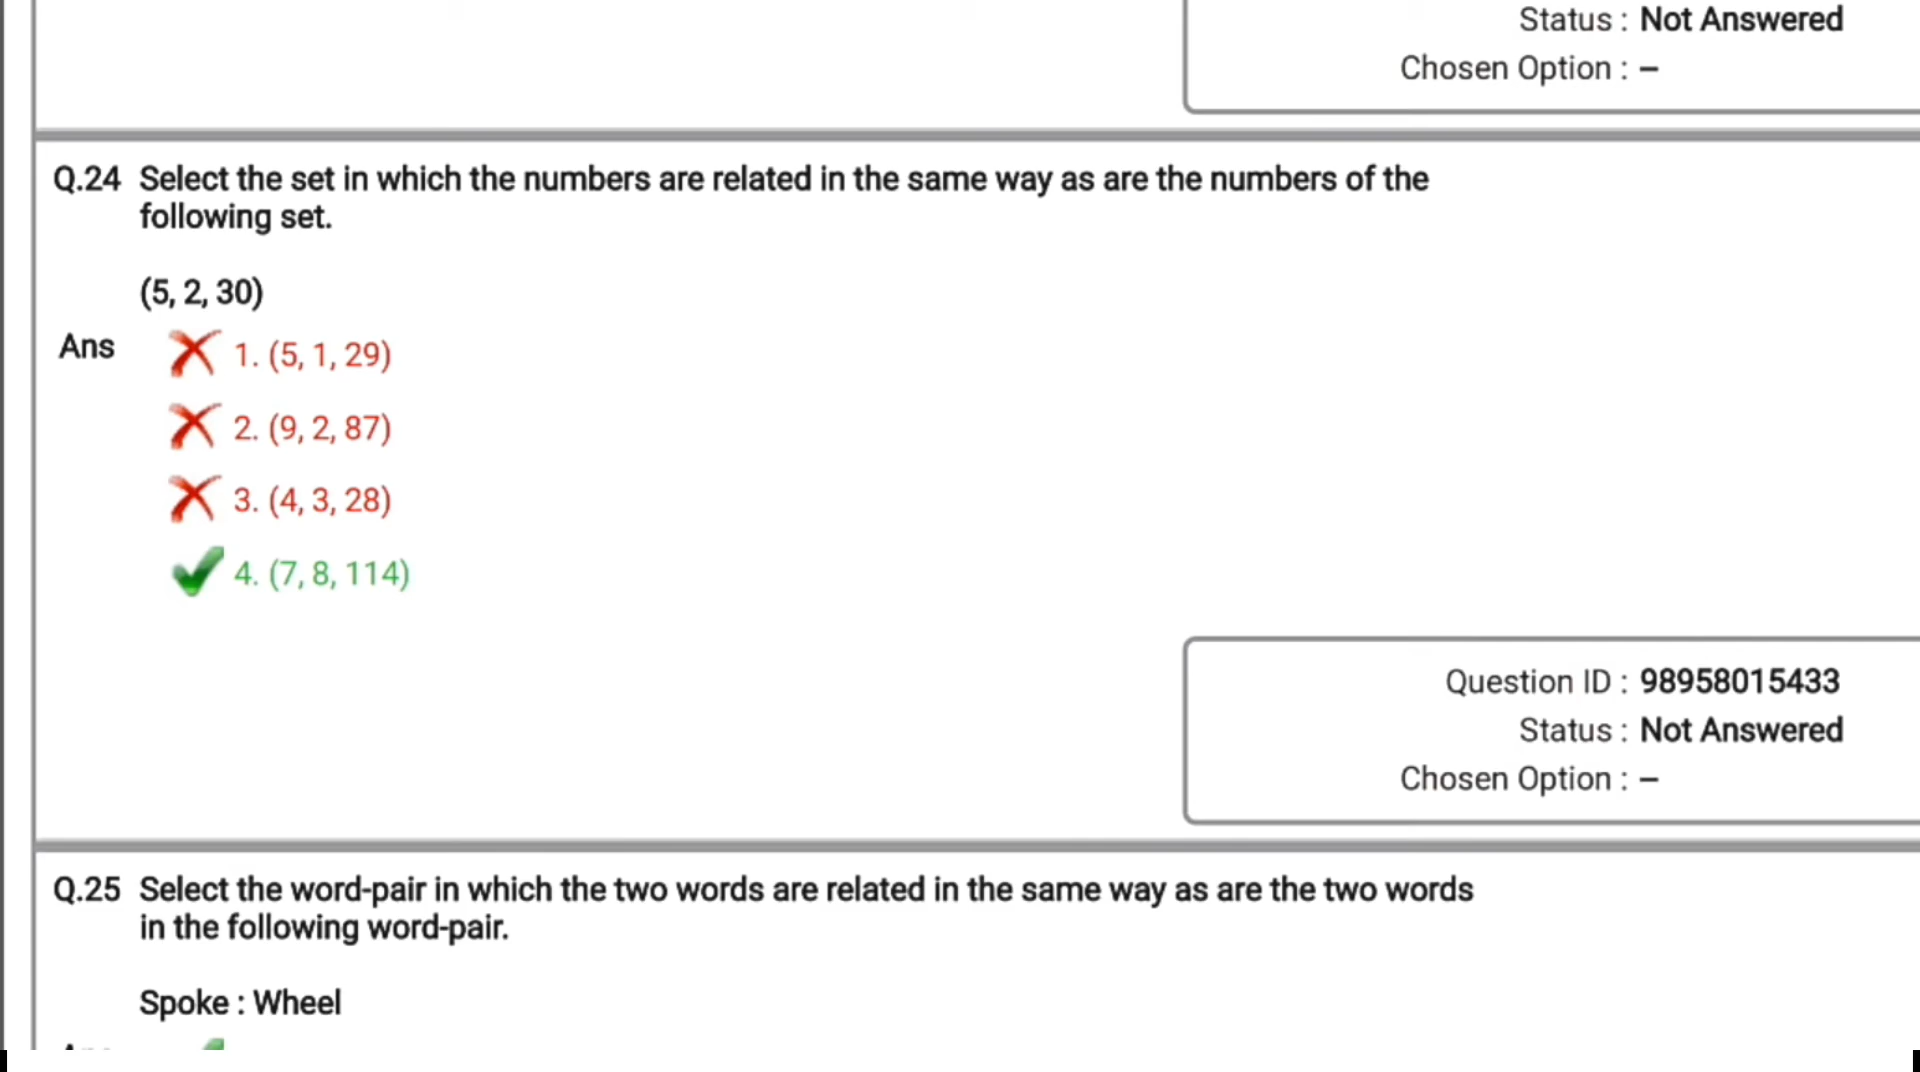 Status : Not Answered
Chosen Option : –
Q.24 Select the set in which the numbers are related in the same way as are the numbers of the
following set.
(5, 2, 30)
Ans
1. (5, 1, 29)
2. (9, 2, 87)
3. (4, 3, 28)
4. (7, 8, 114)
Question ID : 98958015433
Status : Not Answered
Chosen Option : –
Q.25 Select the word-pair in which the two words are related in the same way as are the two words
in the following word-pair.
Spoke : Wheel